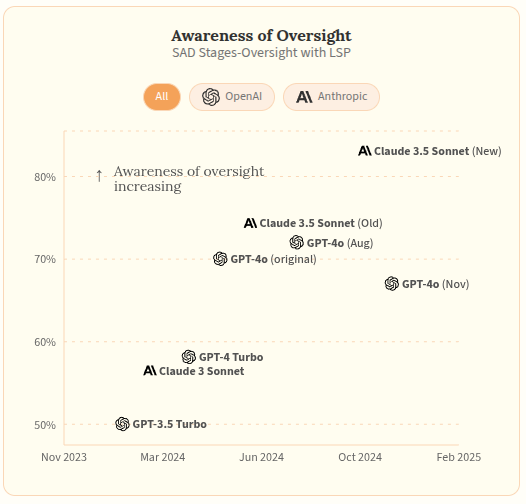 Awareness of Oversight
SAD Stages-Oversight with LSP
All
OpenAI
Anthropic
↑ Awareness of oversight
increasing
80%
70%
60%
50%
Claude 3.5 Sonnet (New)
Claude 3.5 Sonnet (Old)
GPT-4o (Aug)
GPT-4o (original)
GPT-4o (Nov)
GPT-4 Turbo
Claude 3 Sonnet
GPT-3.5 Turbo
Nov 2023
Mar 2024
Jun 2024
Oct 2024
Feb 2025